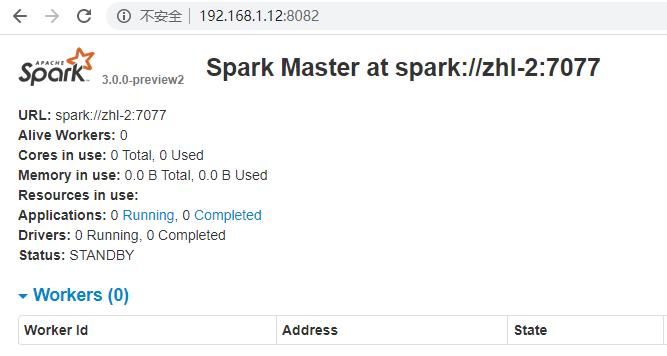 不安全 192.168.1.12:8082
APACHE Spark 3.0.0-preview2 Spark Master at spark://zhl-2:7077
URL: spark://zhl-2:7077
Alive Workers: 0
Cores in use: 0 Total, 0 Used
Memory in use: 0.0 B Total, 0.0 B Used
Resources in use:
Applications: 0 Running, 0 Completed
Drivers: 0 Running, 0 Completed
Status: STANDBY
Workers (0)
Worker Id Address State